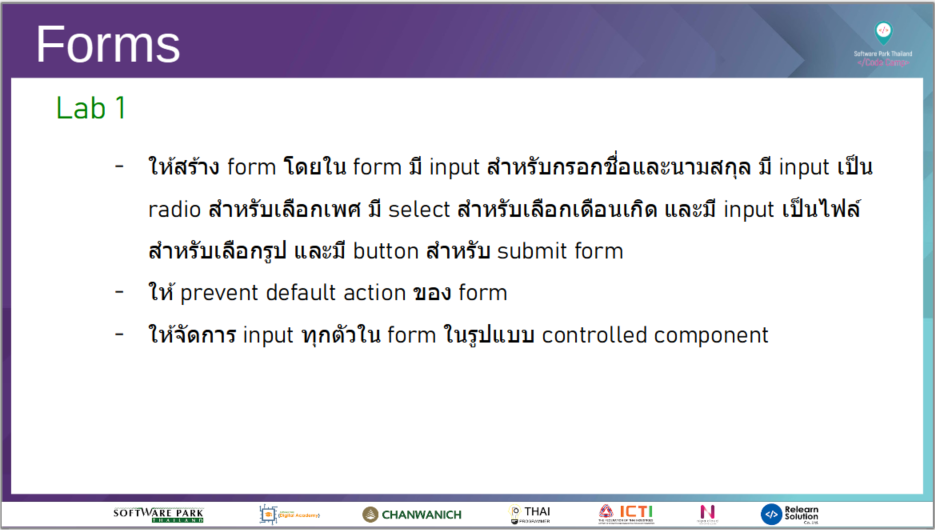 Forms
Software Park Thailand
</Code Camp>
Lab 1
- ให้สร้าง form โดยใน form มี input สำหรับกรอกชื่อและนามสกุล มี input เป็น
radio สำหรับเลือกเพศ มี select สำหรับเลือกเดือนเกิด และมี input เป็นไฟล์
สำหรับเลือกรูป และมี button สำหรับ submit form
- ให้ prevent default action ของ form
- ให้จัดการ input ทุกตัวใน form ในรูปแบบ controlled component
SOFTWARE PARK
THAILAND
Digital Academy
CHANWANICH
THAI
PROGRAMMER
ICTI
Relearn
Solution
Co.,Ltd